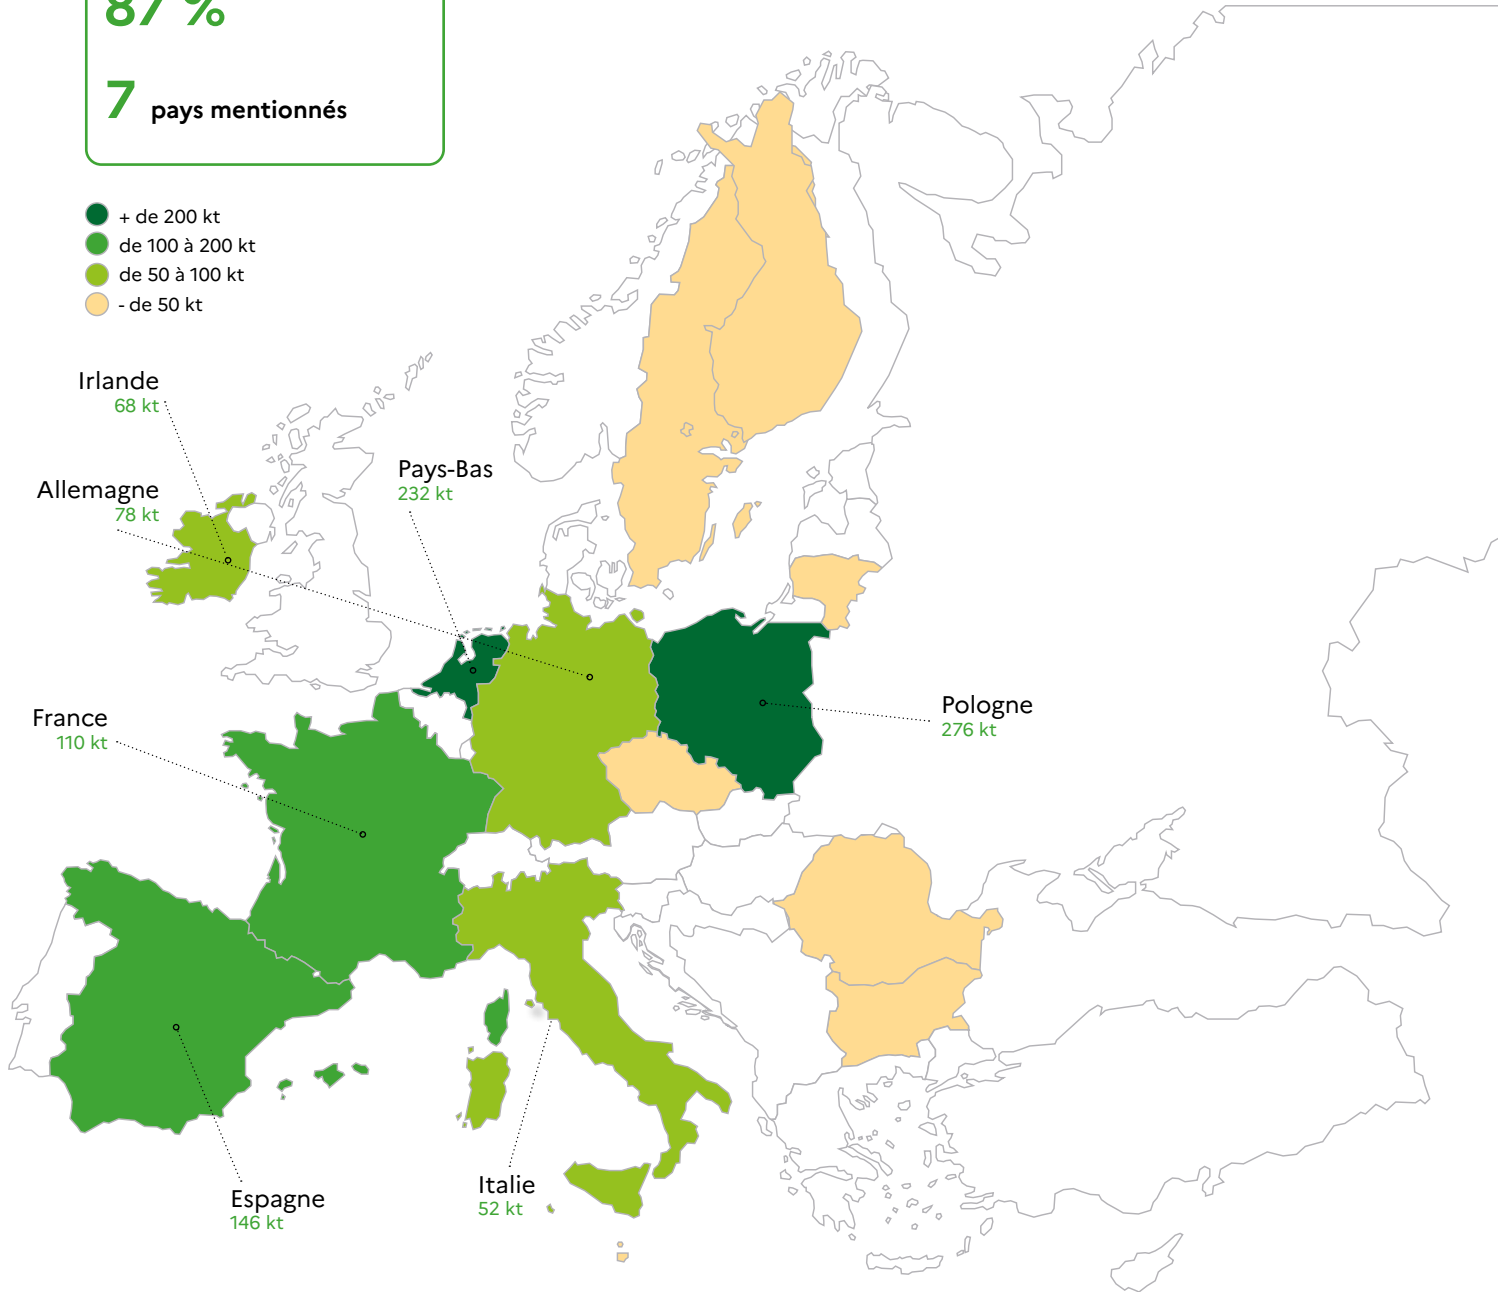 87 %
7 pays mentionnés
+ de 200 kt
de 100 à 200 kt
de 50 à 100 kt
- de 50 kt
Irlande
68 kt
Allemagne
78 kt
Pays-Bas
232 kt
France
110 kt
Pologne
276 kt
Espagne
146 kt
Italie
52 kt